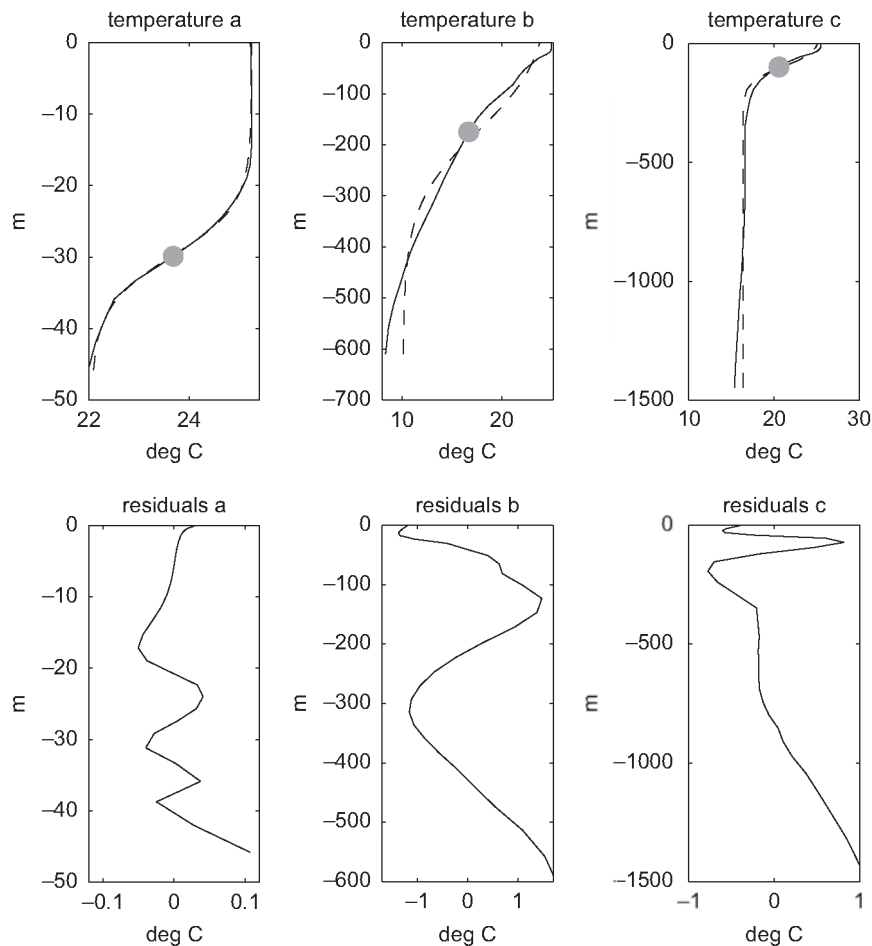 temperature a
temperature b
temperature c
0
−10
−20
−30
−40
−50
m
22
24
deg C
0
−100
−200
−300
−400
−500
−600
−700
m
10
20
deg C
0
−500
−1000
−1500
m
10
20
30
deg C
residuals a
residuals b
residuals c
0
−10
−20
−30
−40
−50
m
−0.1
0
0.1
deg C
0
−100
−200
−300
−400
−500
−600
m
−1
0
1
deg C
0
−500
−1000
−1500
m
−1
0
1
deg C